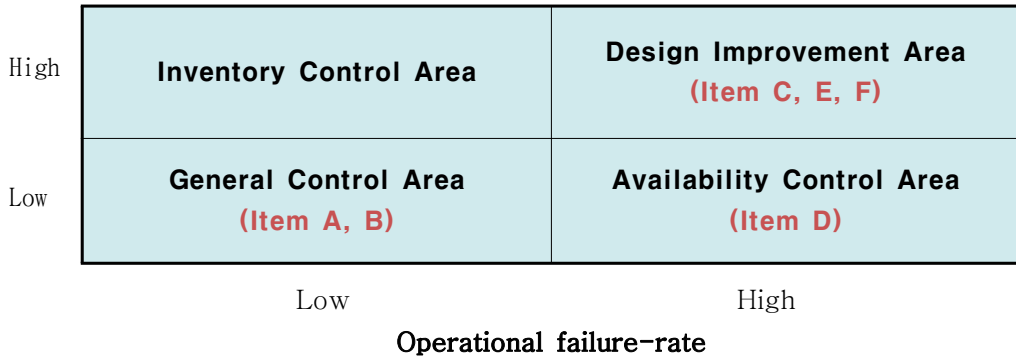 High
Inventory Control Area
Design Improvement Area
(Item C, E, F)
Low
General Control Area
(Item A, B)
Availability Control Area
(Item D)
Low
High
Operational failure-rate